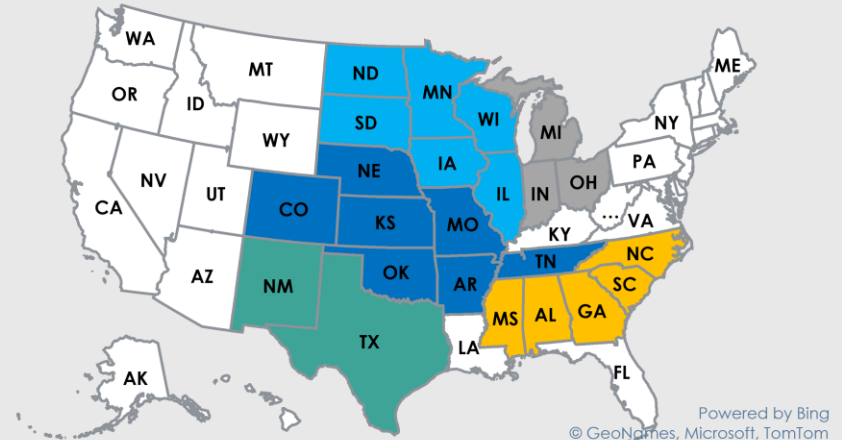 WA
ME
MT
ND
MN
OR
ID
WI
SD
MI
NY
WY
IA
PA
NE
NV
UT
IL
IN
OH
CA
CO
KS
MO
...
VA
KY
NC
TN
AZ
NM
OK
AR
SC
MS
AL
GA
TX
LA
FL
AK
Powered by Bing
© GeoNames, Microsoft, TomTom